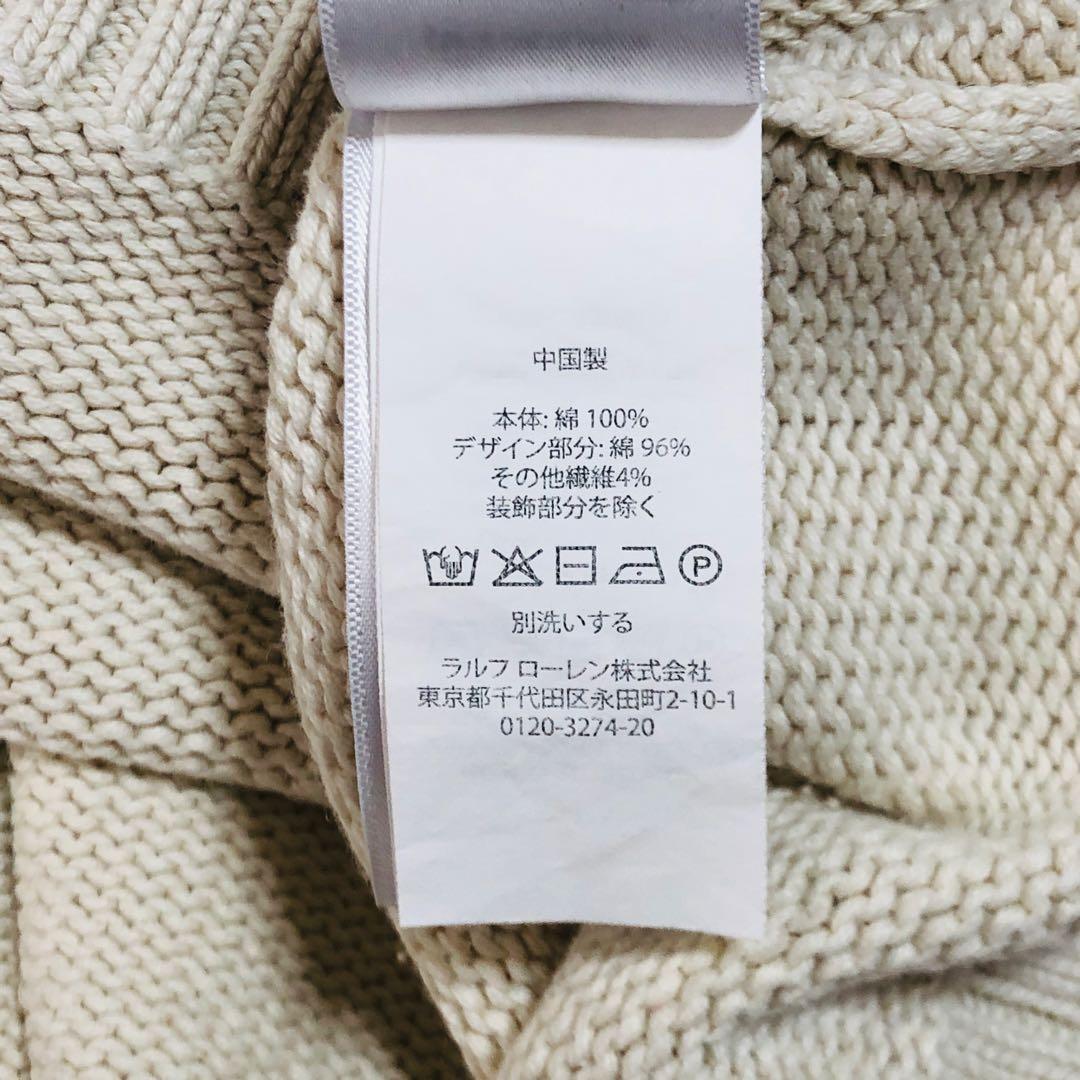 中国製
本体: 綿 100%
デザイン部分: 綿 96%
その他繊維4%
装飾部分を除く
P
別洗いする
ラルフ ローレン株式会社
東京都千代田区永田町2-10-1
0120-3274-20